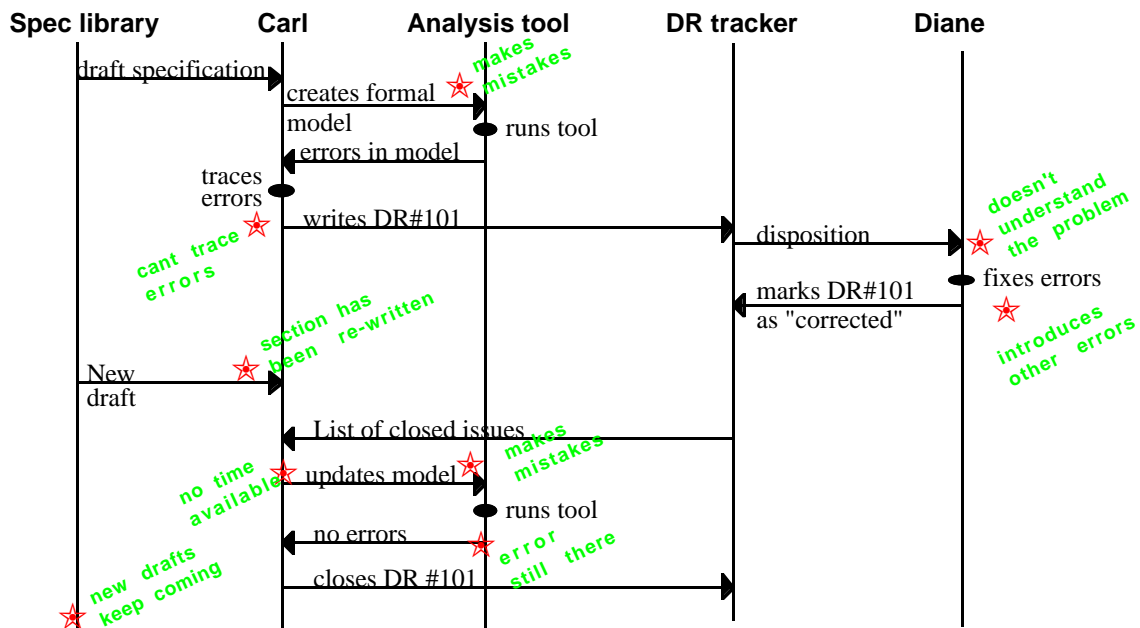 Spec library
Carl
Analysis tool
DR tracker
Diane
draft specification
makes
mistakes
creates formal
model
runs tool
errors in model
traces
errors
cant trace
errors
writes DR#101
disposition
doesn't
understand
the problem
fixes errors
marks DR#101
as "corrected"
introduces
other errors
section has
been re-written
New
draft
List of closed issues
makes
mistakes
no time
available
updates model
runs tool
no errors
error
still there
closes DR #101
new drafts
keep coming